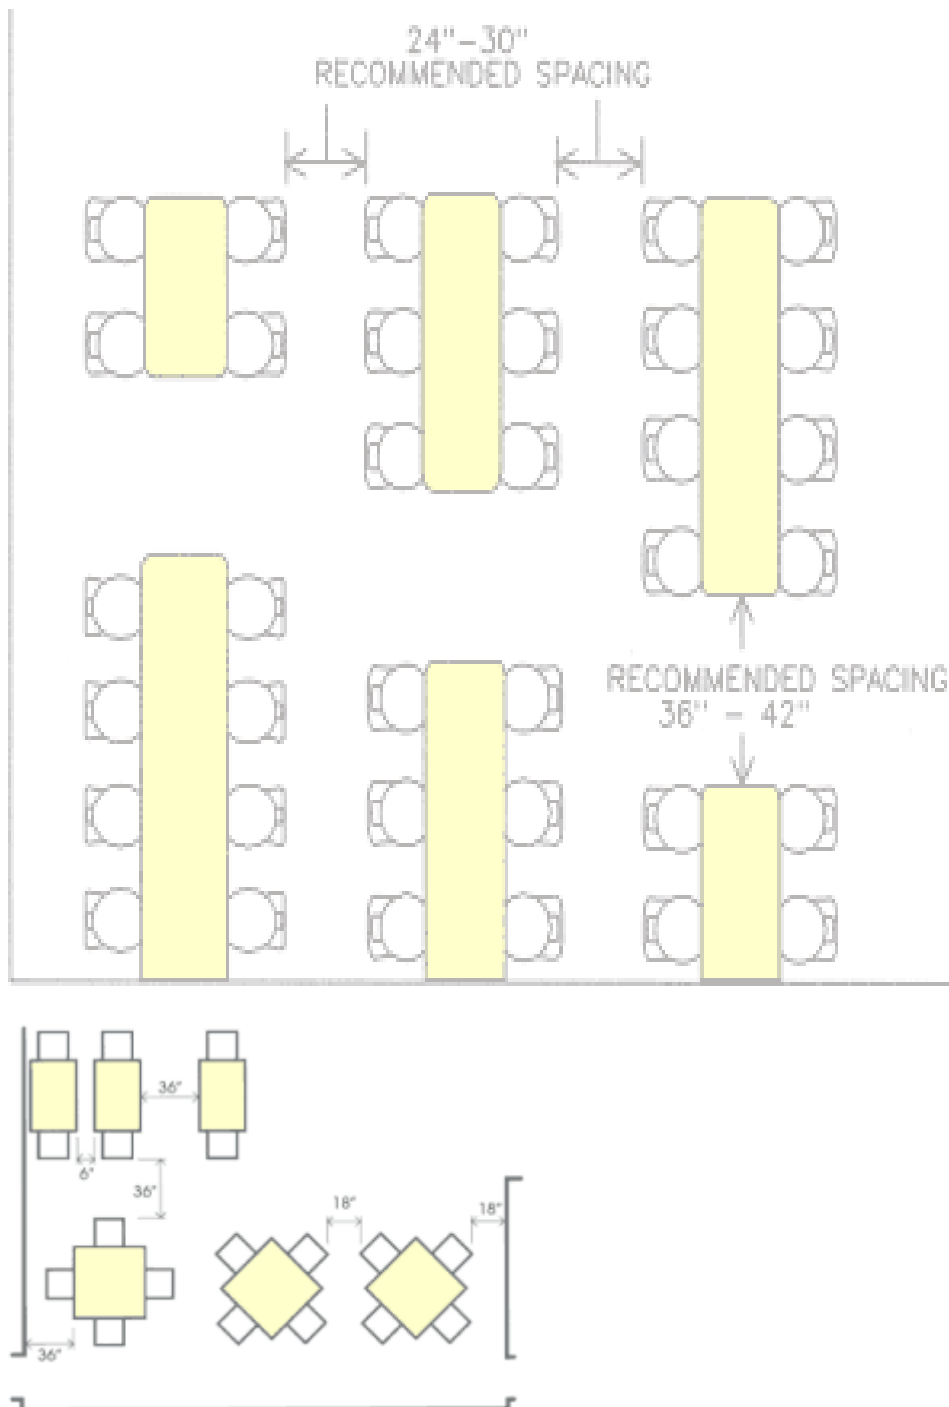 24"-30"
RECOMMENDED SPACING
RECOMMENDED SPACING
36" - 42"
36"
6"
36"
18"
18"
36"